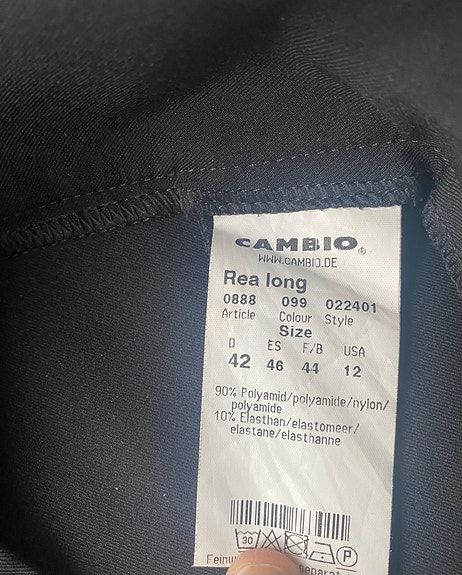 CAMBIO®
WWW.CAMBIO.DE
Rea long
0888 099 022401
Article Colour Style
Size
D ES F/B USA
42 46 44 12
90% Polyamid/polyamide/nylon/
polyamide
10% Elasthan/elastomeer/
elastane/elasthanne
30 P